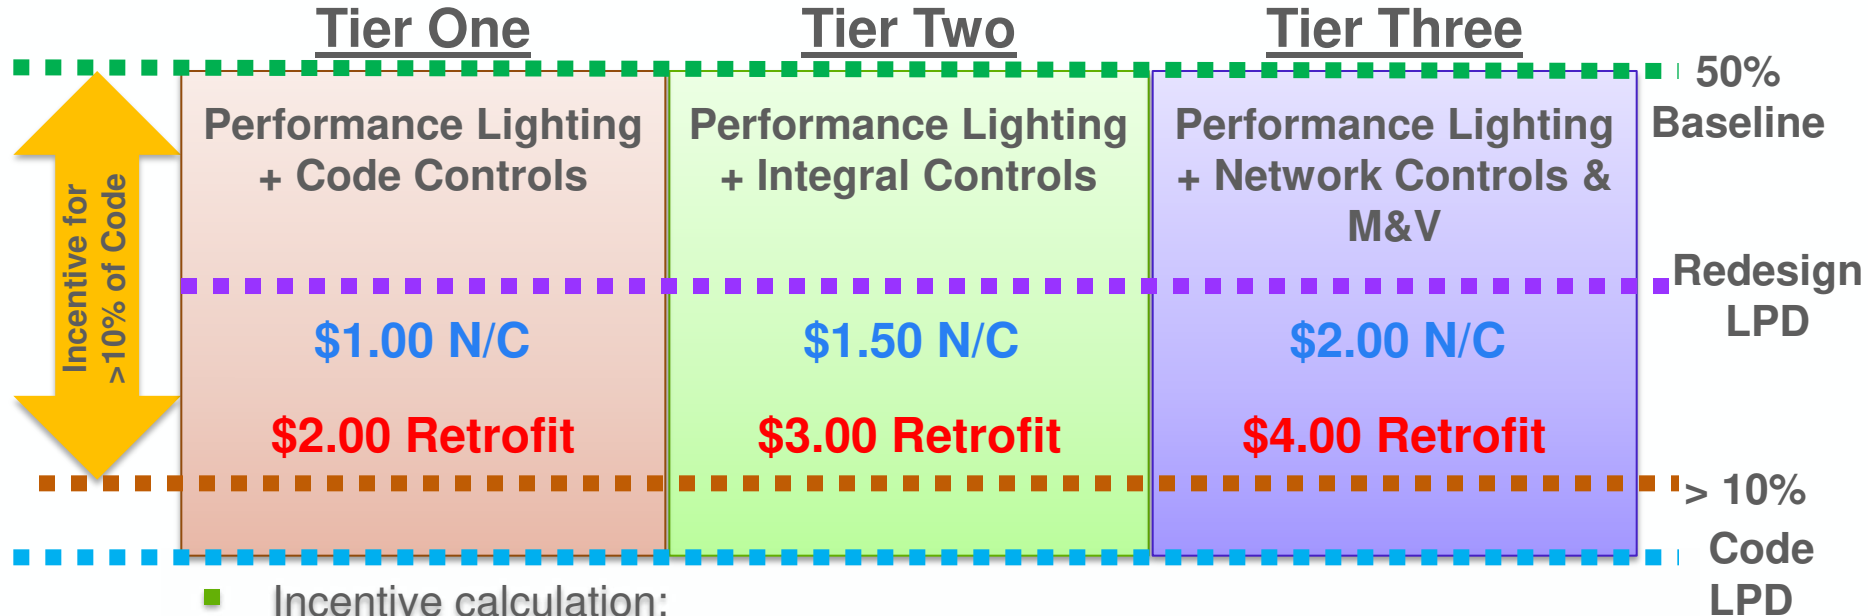 Tier One
Tier Two
Tier Three
50%
Baseline
Performance Lighting
+ Code Controls
Performance Lighting
+ Integral Controls
Performance Lighting
+ Network Controls &
M&V
Incentive for
>10% of Code
Redesign
LPD
$1.00 N/C
$1.50 N/C
$2.00 N/C
$2.00 Retrofit
$3.00 Retrofit
$4.00 Retrofit
> 10%
Code
LPD
Incentive calculation: